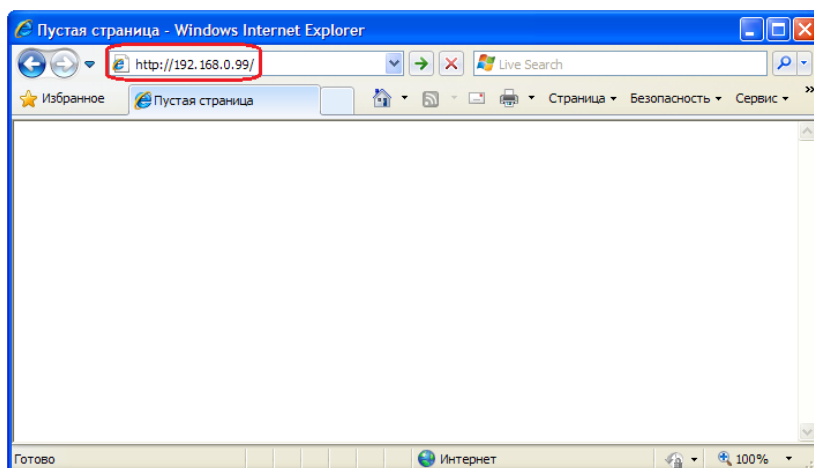 Пустая страница - Windows Internet Explorer
http://192.168.0.99/
Live Search
Избранное
Пустая страница
Страница
Безопасность
Сервис
Готово
Интернет
100%